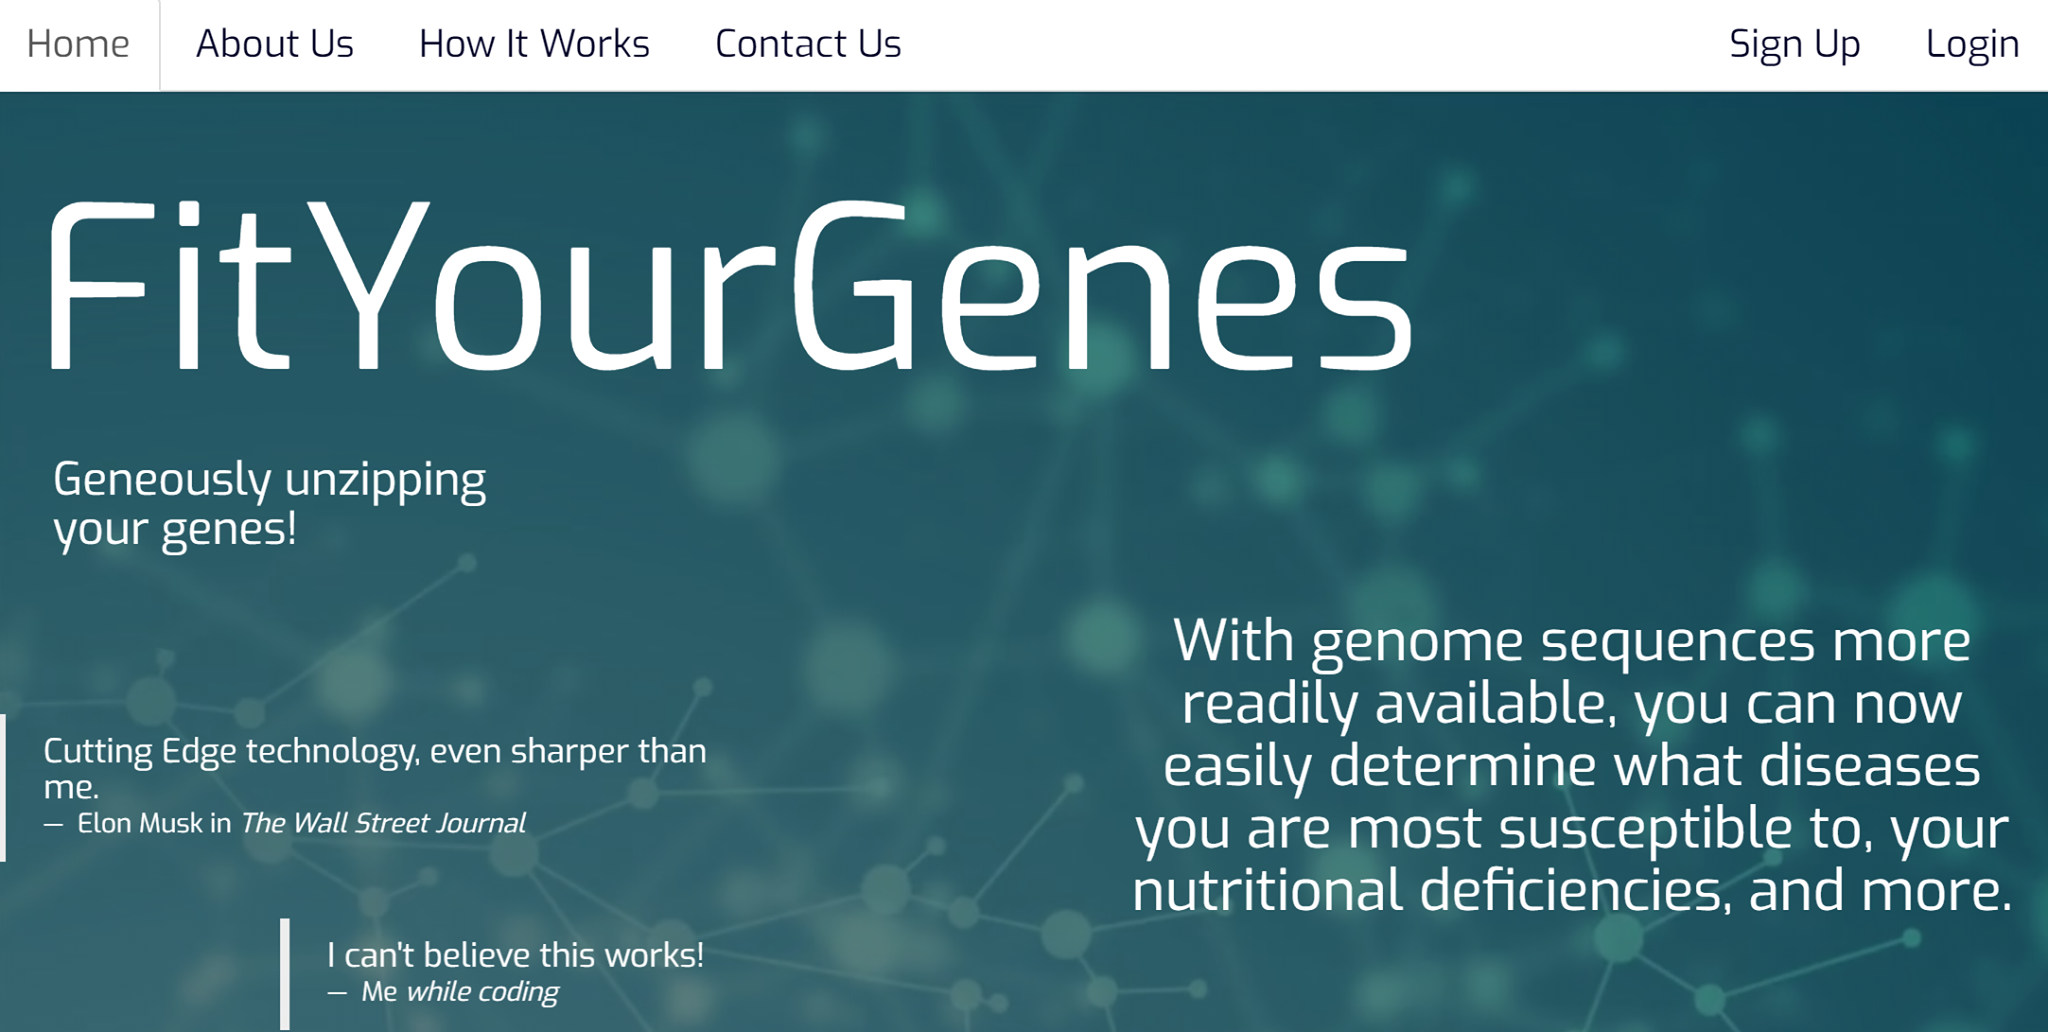 Home About Us How It Works Contact Us Sign Up Login
FitYourGenes
Geneously unzipping
your genes!
Cutting Edge technology, even sharper than
me.
— Elon Musk in The Wall Street Journal
I can't believe this works!
— Me while coding
With genome sequences more
readily available, you can now
easily determine what diseases
you are most susceptible to, your
nutritional deficiencies, and more.